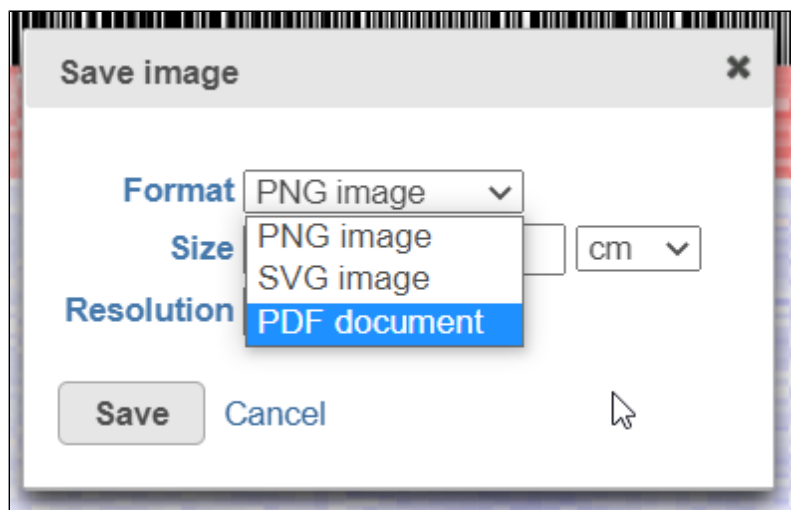 Save image
Format PNG image
PNG image
Size cm
SVG image
Resolution PDF document
Save Cancel